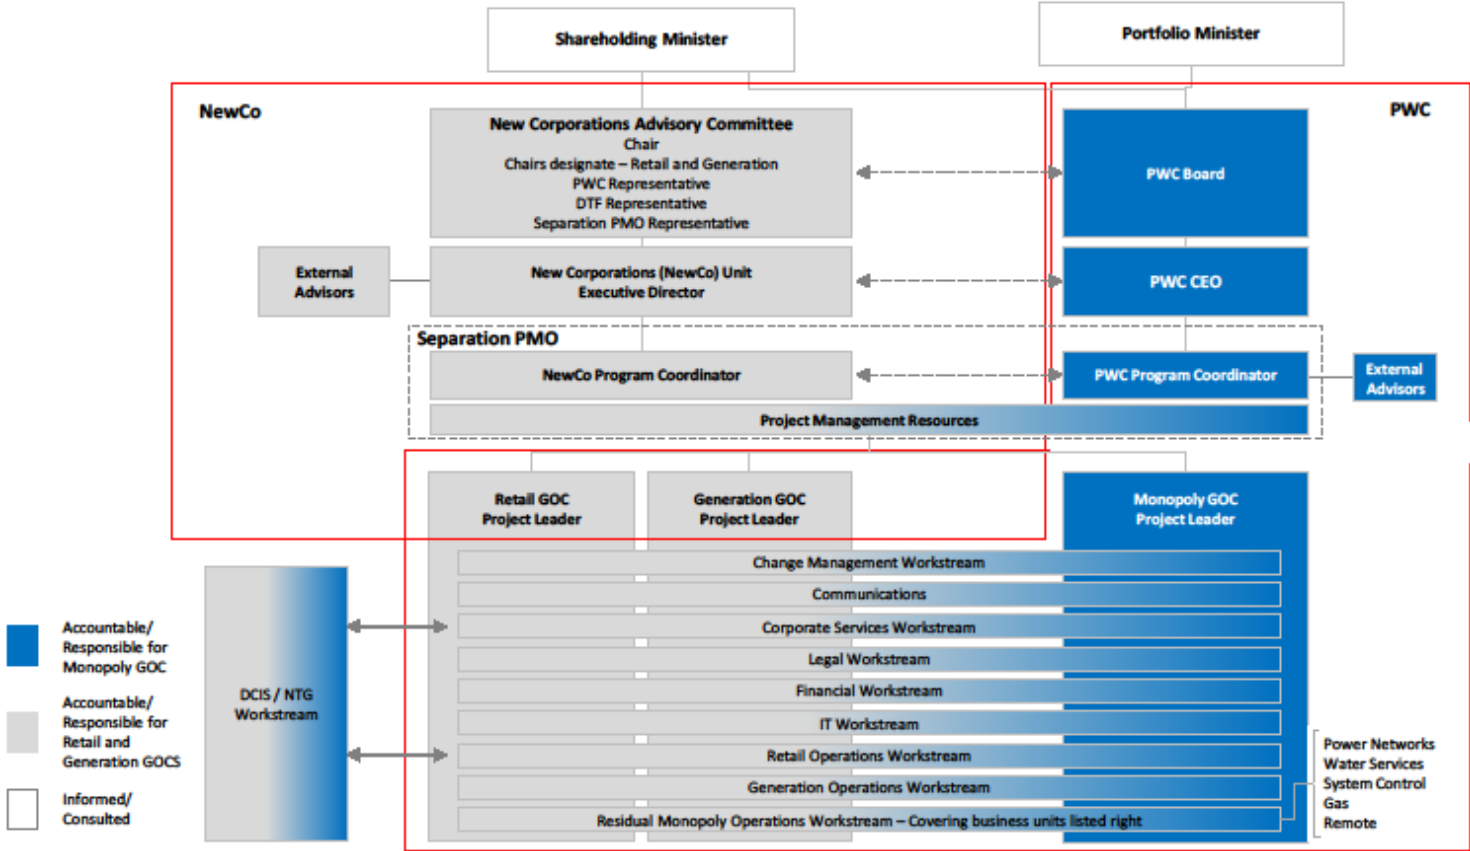 Shareholding Minister
Portfolio Minister
NewCo
PWC
New Corporations Advisory Committee
Chair
Chairs designate – Retail and Generation
PWC Representative
DTF Representative
Separation PMO Representative
PWC Board
External
Advisors
New Corporations (NewCo) Unit
Executive Director
PWC CEO
Separation PMO
NewCo Program Coordinator
PWC Program Coordinator
External
Advisors
Project Management Resources
Retail GOC
Project Leader
Generation GOC
Project Leader
Monopoly GOC
Project Leader
Change Management Workstream
Communications
Corporate Services Workstream
Legal Workstream
Financial Workstream
IT Workstream
Retail Operations Workstream
Generation Operations Workstream
Residual Monopoly Operations Workstream – Covering business units listed right
DCIS / NTG
Workstream
Power Networks
Water Services
System Control
Gas
Remote
Accountable/
Responsible for
Monopoly GOC
Accountable/
Responsible for
Retail and
Generation GOCS
Informed/
Consulted